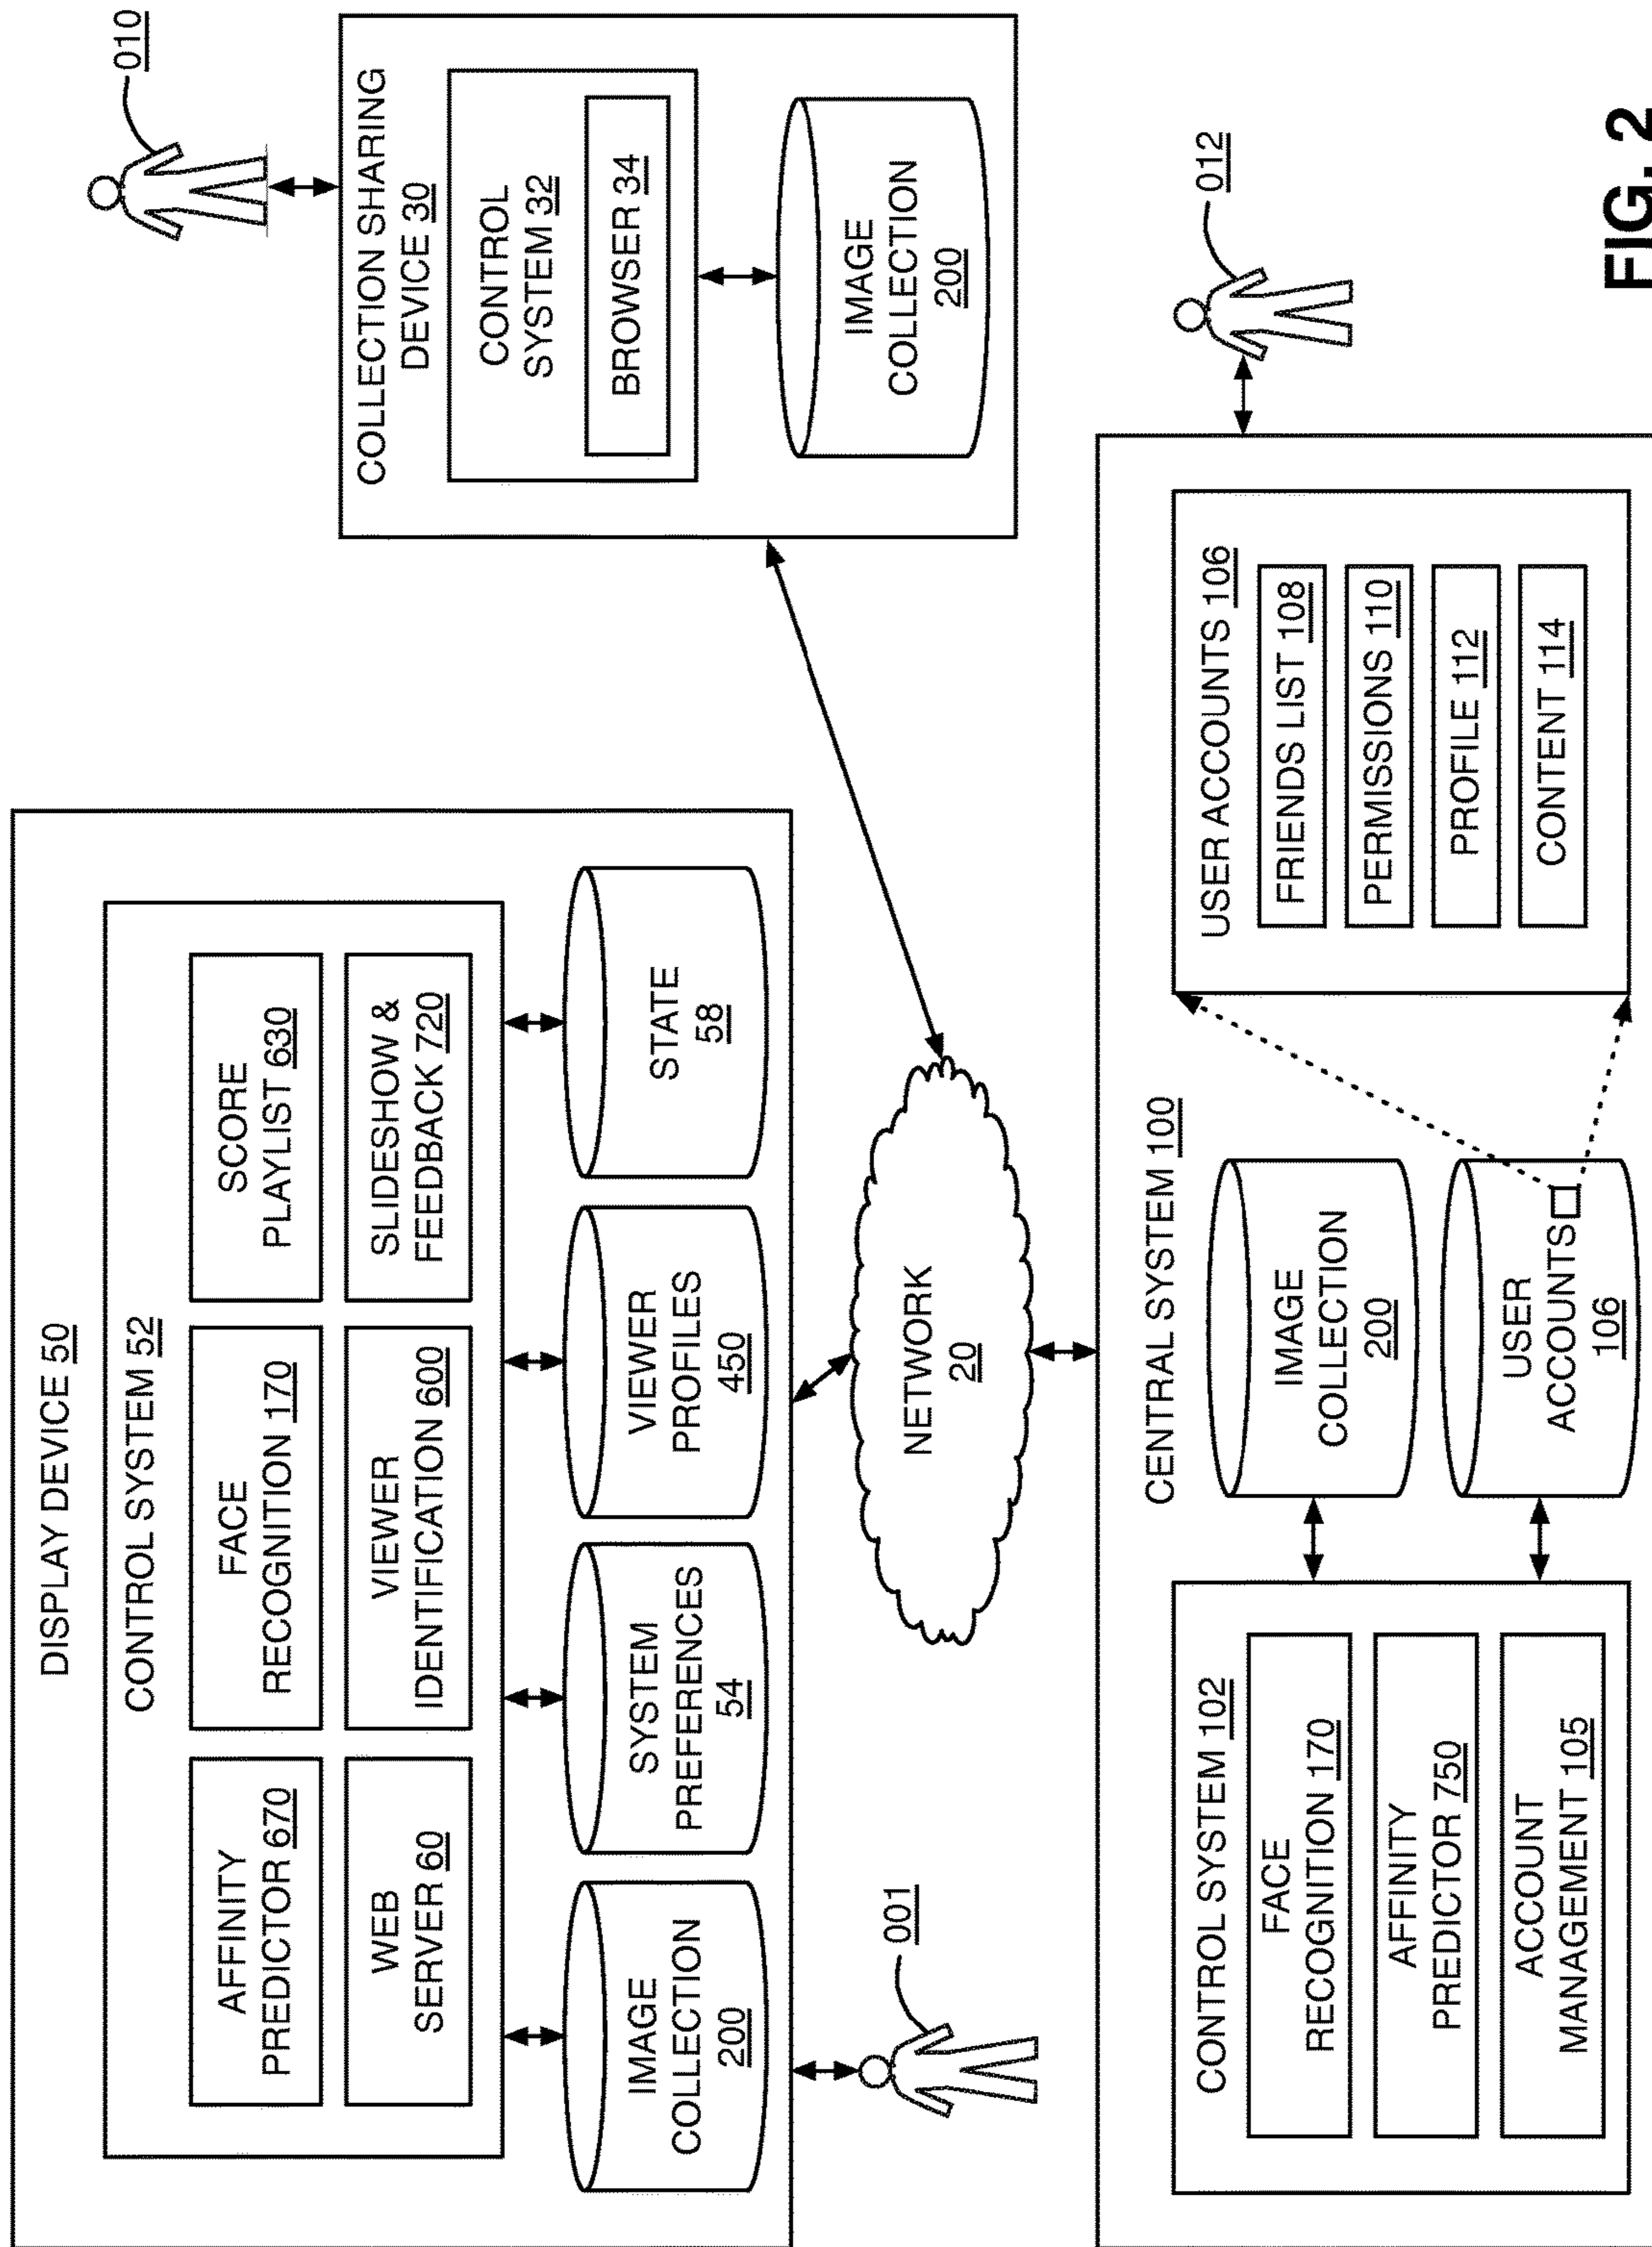 DISPLAY DEVICE 50
CONTROL SYSTEM 52
AFFINITY
PREDICTOR 670
FACE
RECOGNITION 170
SCORE
PLAYLIST 630
WEB
SERVER 60
VIEWER
IDENTIFICATION 600
SLIDESHOW &
FEEDBACK 720
IMAGE
COLLECTION
200
SYSTEM
PREFERENCES
54
VIEWER
PROFILES
450
STATE
58
001
010
COLLECTION SHARING
DEVICE 30
CONTROL
SYSTEM 32
BROWSER 34
IMAGE
COLLECTION
200
NETWORK
20
CENTRAL SYSTEM 100
CONTROL SYSTEM 102
FACE
RECOGNITION 170
AFFINITY
PREDICTOR 750
ACCOUNT
MANAGEMENT 105
IMAGE
COLLECTION
200
USER
ACCOUNTS
106
USER ACCOUNTS 106
FRIENDS LIST 108
PERMISSIONS 110
PROFILE 112
CONTENT 114
012
FIG. 2